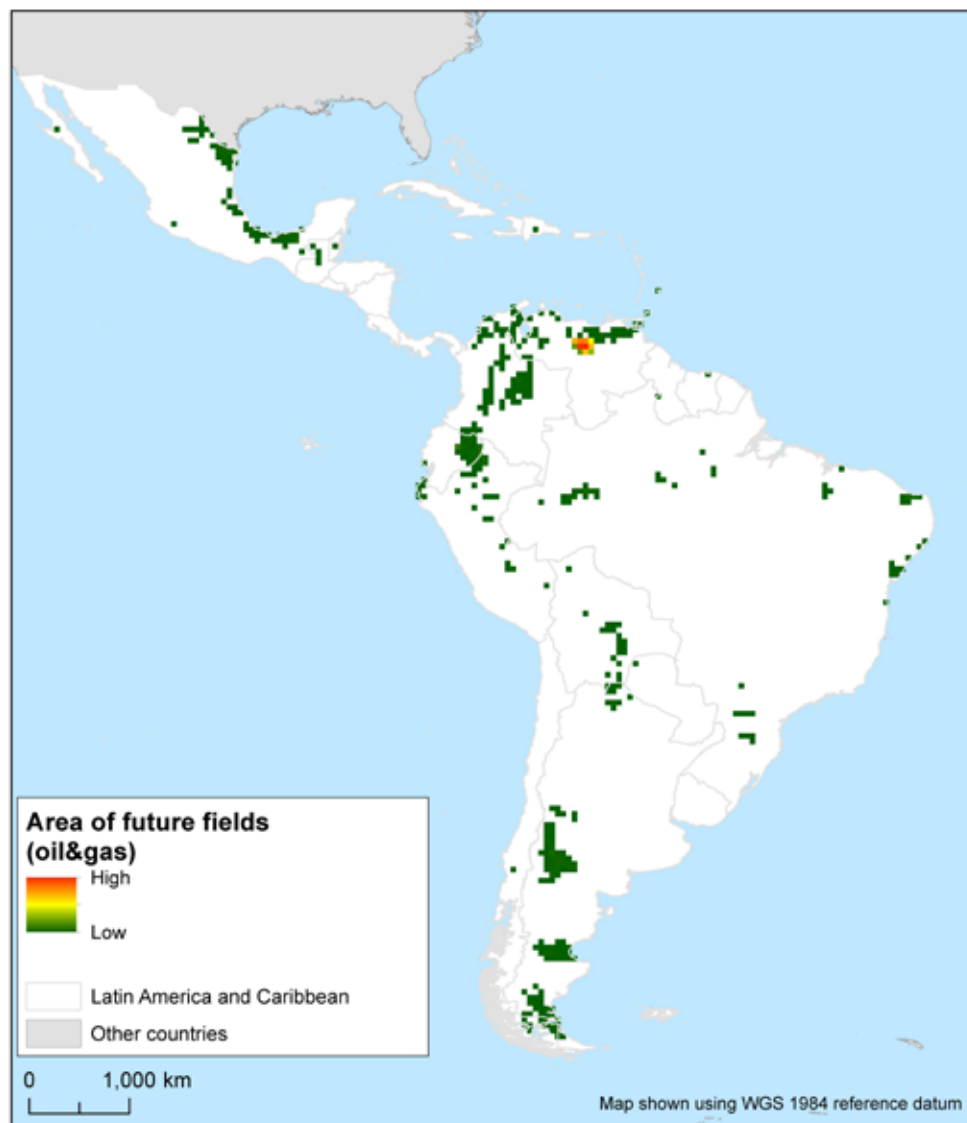 Area of future fields
(oil&gas)
High
Low
Latin America and Caribbean
Other countries
0 1,000 km
Map shown using WGS 1984 reference datum